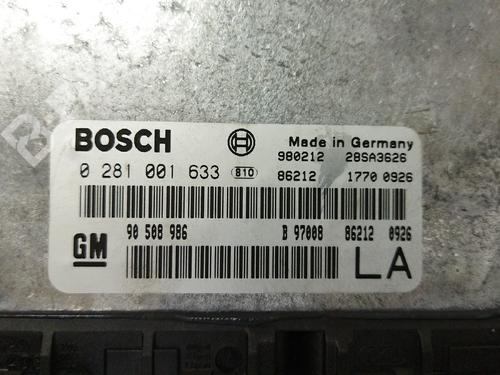 BOSCH Made in Germany
980212 28SA3626
0 281 001 633 810 86212 1770 0926
GM 90 508 986 B 97008 86212 0926
LA